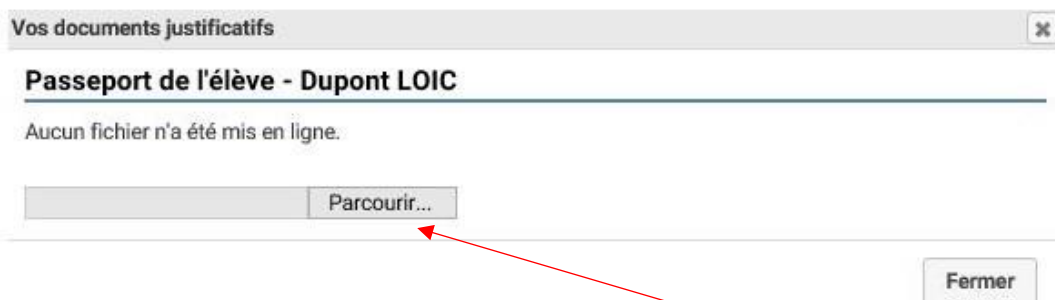 Vos documents justificatifs
Passeport de l'élève - Dupont LOIC
Aucun fichier n'a été mis en ligne.
Parcourir...
Fermer